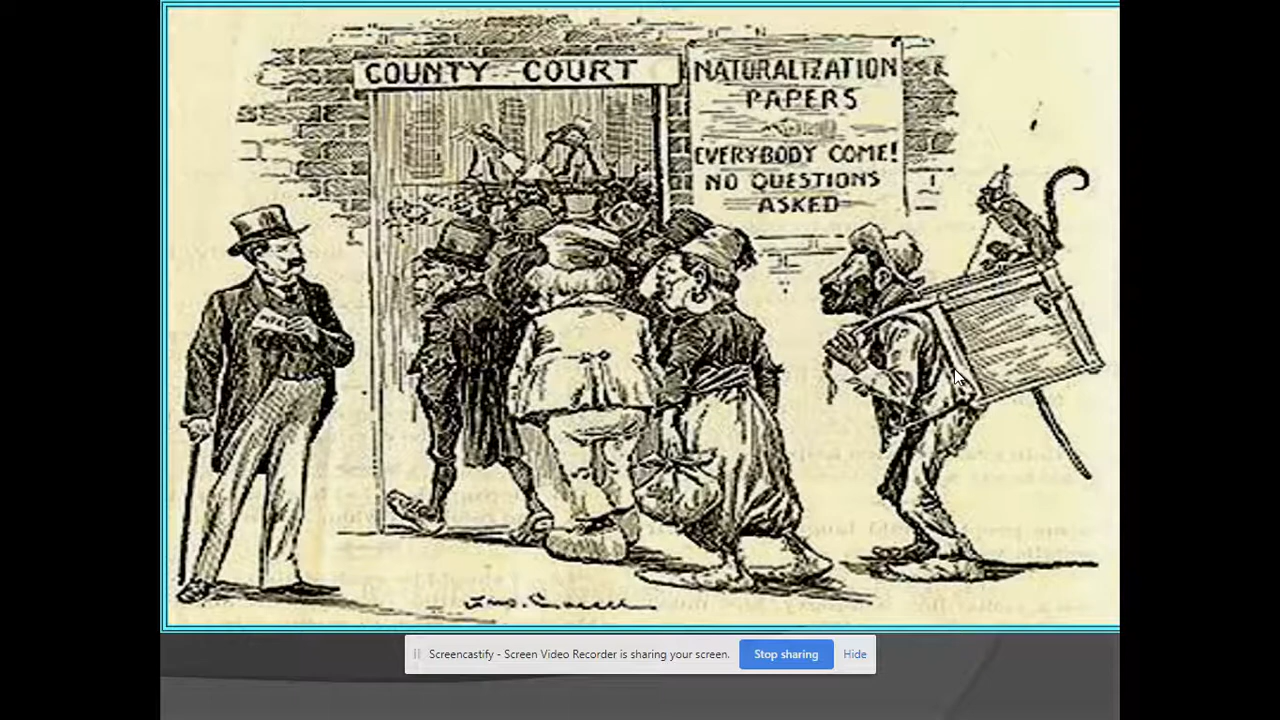 COUNTY COURT
NATURALIZATION
PAPERS
EVERYBODY COME!
NO QUESTIONS
ASKED
Screencastify - Screen Video Recorder is sharing your screen.
Stop sharing
Hide